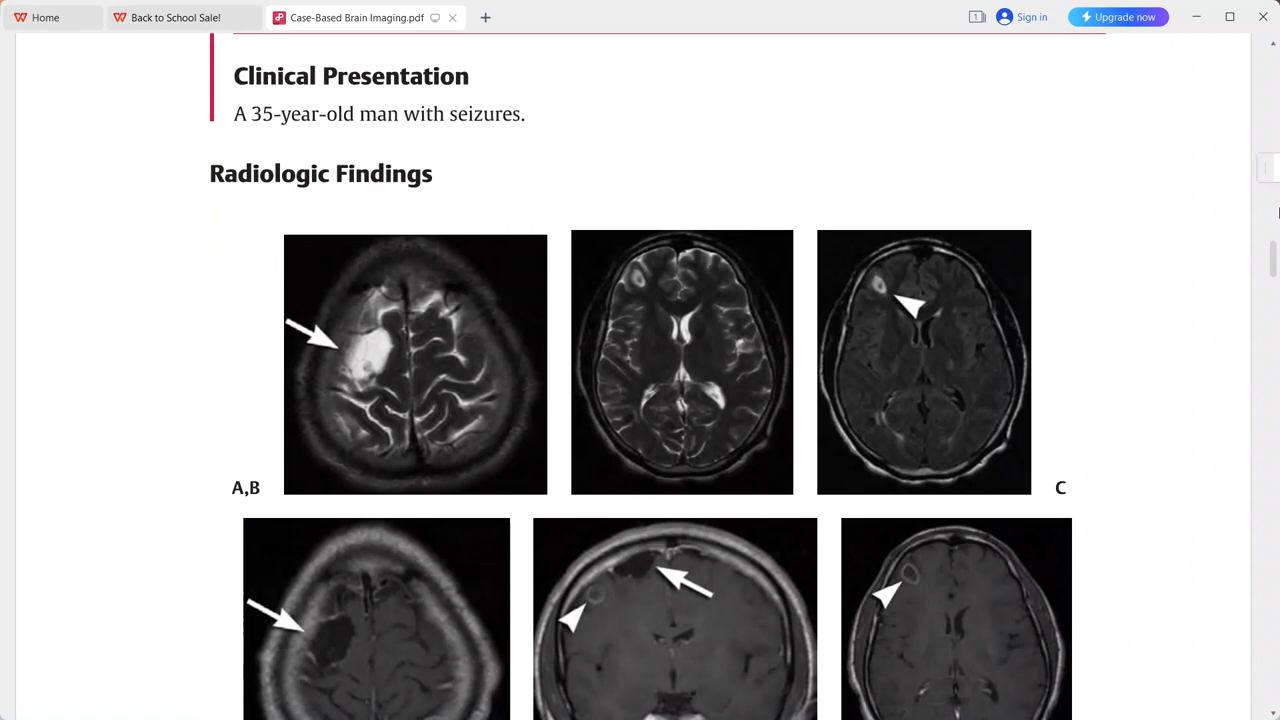 Home
Back to School Sale!
Case-Based Brain Imaging.pdf
1
Sign in
Upgrade now
Clinical Presentation
A 35-year-old man with seizures.
Radiologic Findings
A,B
C